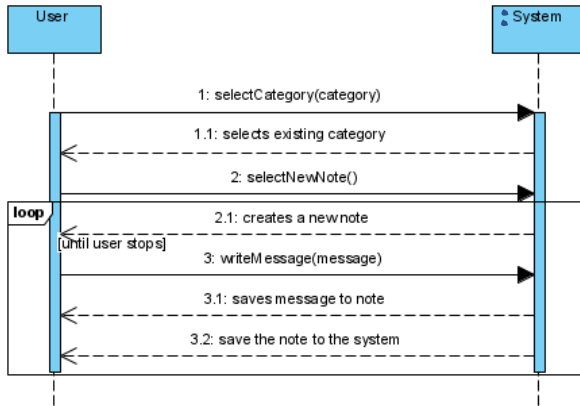 User
System
1: selectCategory(category)
1.1: selects existing category
2: selectNewNote()
loop
2.1: creates a new note
[until user stops]
3: writeMessage(message)
3.1: saves message to note
3.2: save the note to the system